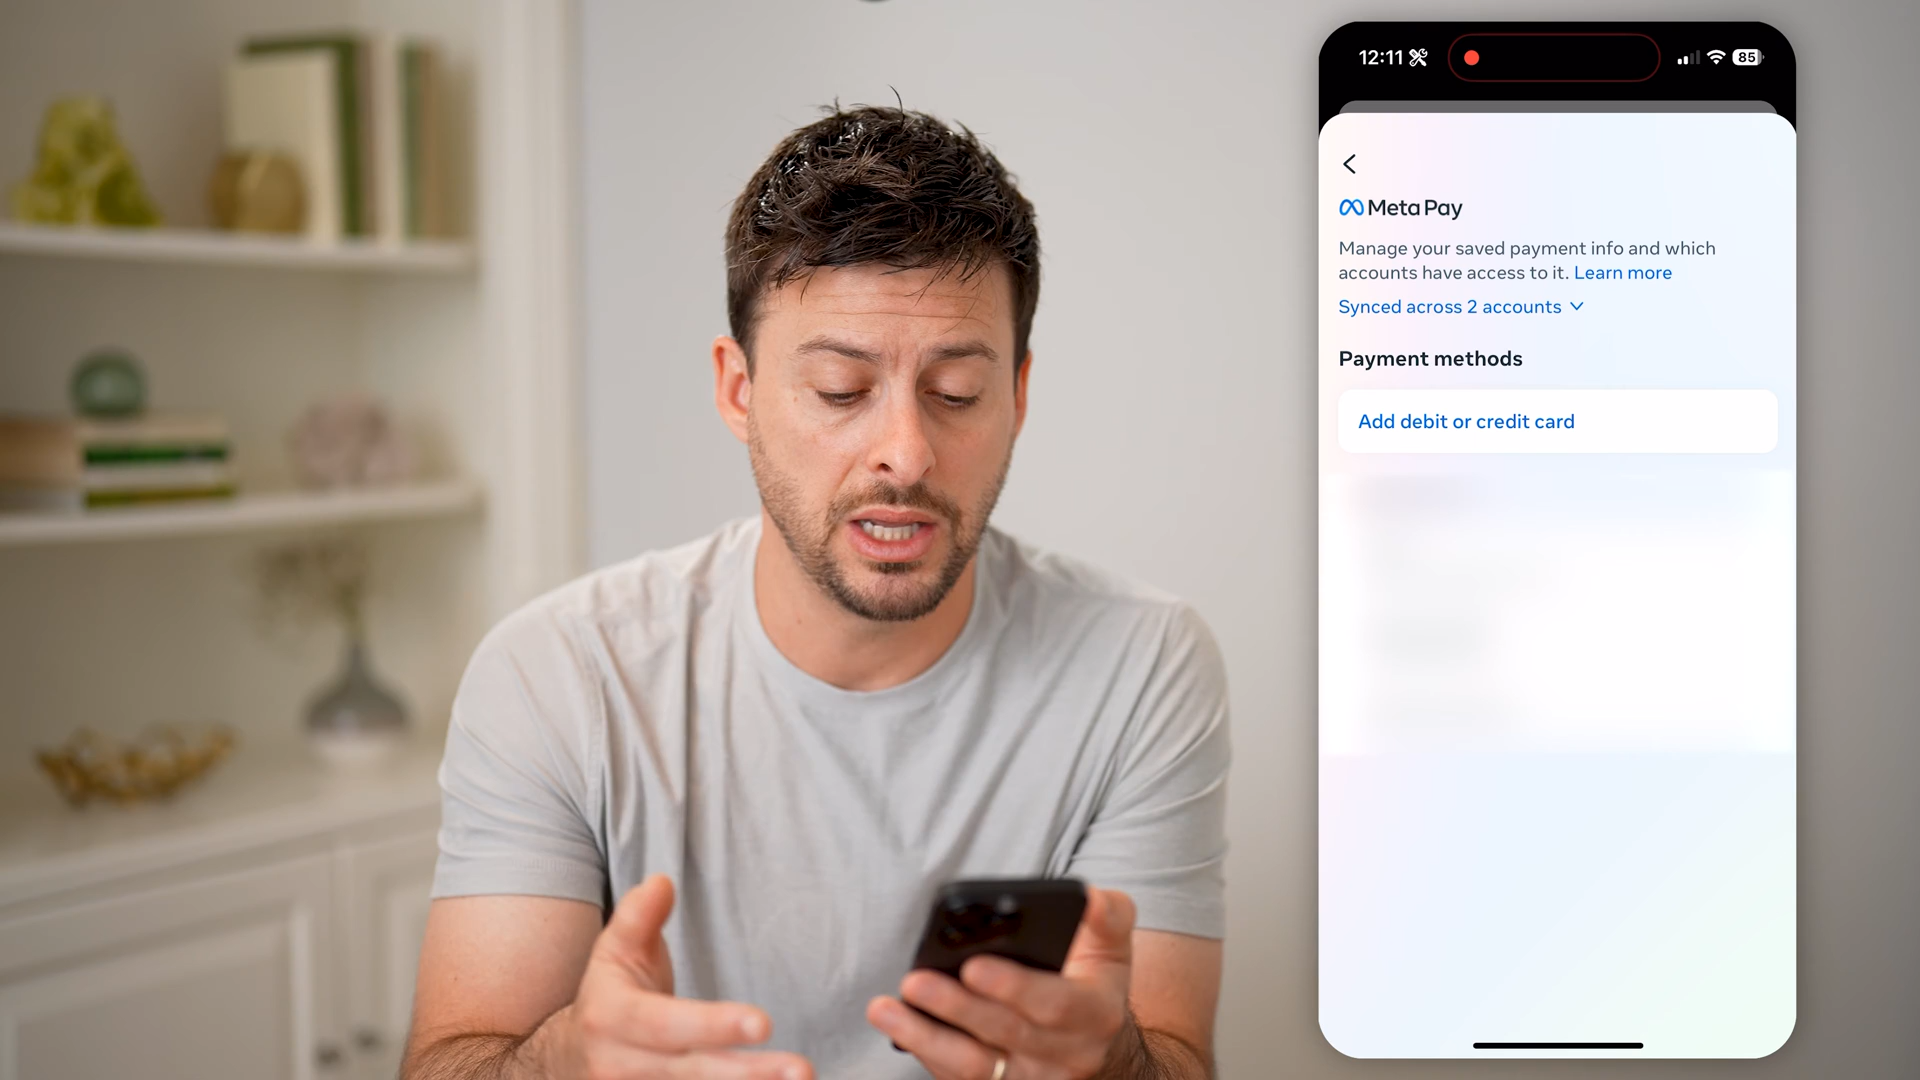 12:11
85
Meta Pay
Manage your saved payment info and which
accounts have access to it. Learn more
Synced across 2 accounts
Payment methods
Add debit or credit card